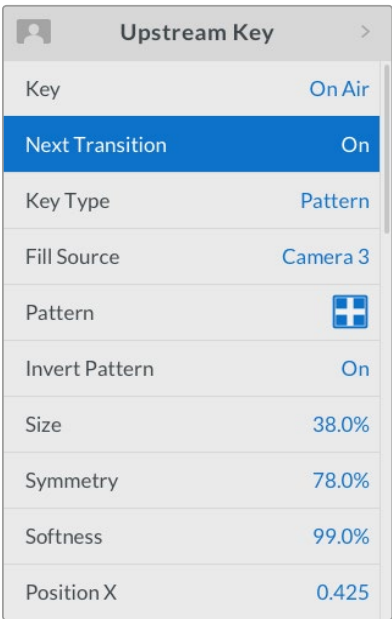 Upstream Key
Key On Air
Next Transition On
Key Type Pattern
Fill Source Camera 3
Pattern
Invert Pattern On
Size 38.0%
Symmetry 78.0%
Softness 99.0%
Position X 0.425